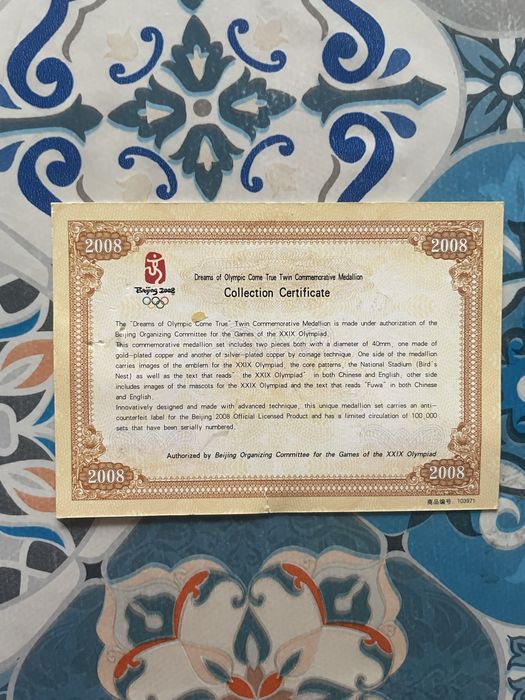 2008
2008
Beijing 2008
Dreams of Olympic Come True Twin Commemorative Medallion
Collection Certificate
The "Dreams of Olympic Come True" Twin Commemorative Medallion is made under authorization of the
Beijing Organizing Committee for the Games of the XXIX Olympiad.
This commemorative medallion set includes two pieces both with a diameter of 40mm, one made of
gold-plated copper and another of silver-plated copper by coinage technique. One side of the medallion
carries images of the emblem for the XXIX Olympiad, the core patterns, the National Stadium (Bird's
Nest) as well as the text that reads" the XXIX Olympiad" in both Chinese and English, other side
includes images of the mascots for the XXIX Olympiad and the text that reads "Fuwa" in both Chinese
and English.
Innovatively designed and made with advanced technique, this unique medallion set carries an anti-
counterfeit label for the Beijing 2008 Official Licensed Product and has a limited circulation of 100,000
sets that have been serially numbered.
Authorized by Beijing Organizing Committee for the Games of the XXIX Olympiad
2008
2008
商品编号: 103971